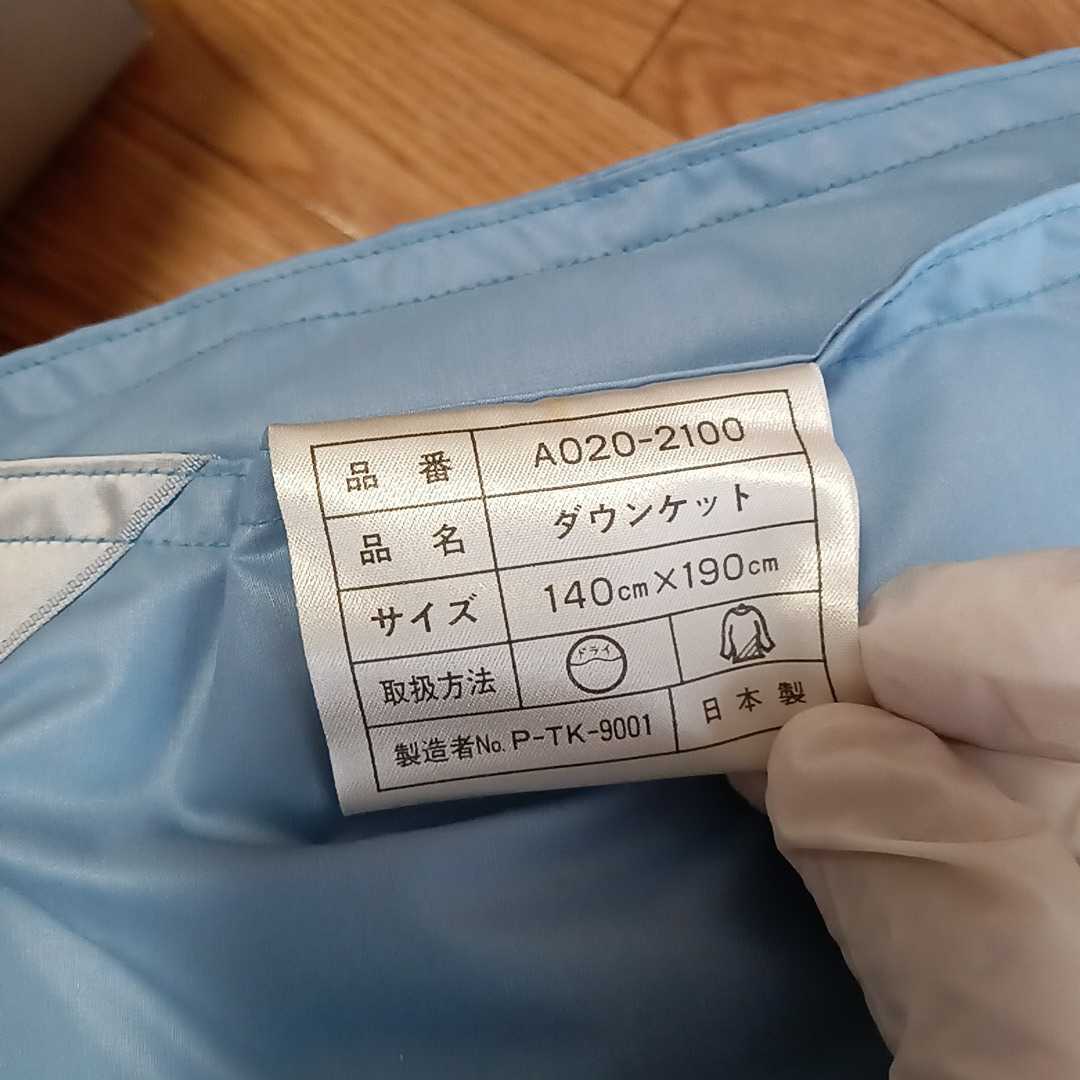 品番 A020-2100
品名 ダウンケット
サイズ 140cm×190cm
取扱方法 ドライ
製造者No. P-TK-9001 日本製